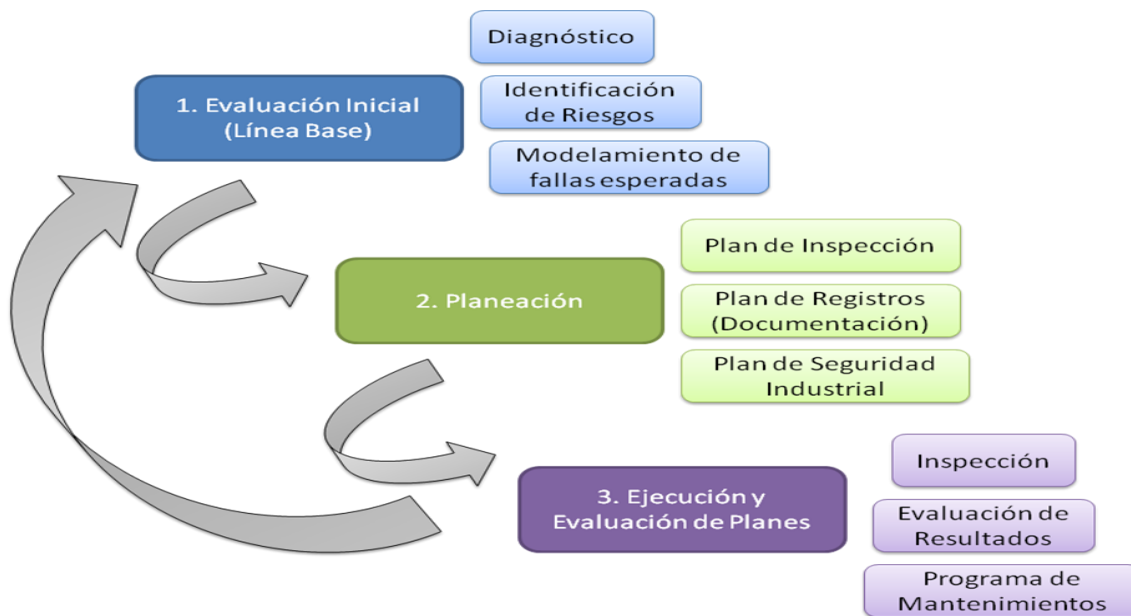 Diagnóstico
1. Evaluación Inicial
(Línea Base)
Identificación
de Riesgos
Modelamiento de
fallas esperadas
2. Planeación
Plan de Inspección
Plan de Registros
(Documentación)
Plan de Seguridad
Industrial
3. Ejecución y
Evaluación de Planes
Inspección
Evaluación de
Resultados
Programa de
Mantenimientos